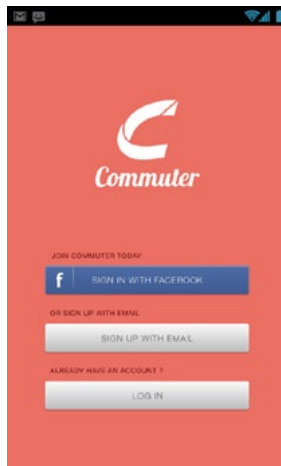 Commuter
JOIN COMMUTER TODAY
f SIGN IN WITH FACEBOOK
OR SIGN UP WITH EMAIL
SIGN UP WITH EMAIL
ALREADY HAVE AN ACCOUNT ?
LOG IN